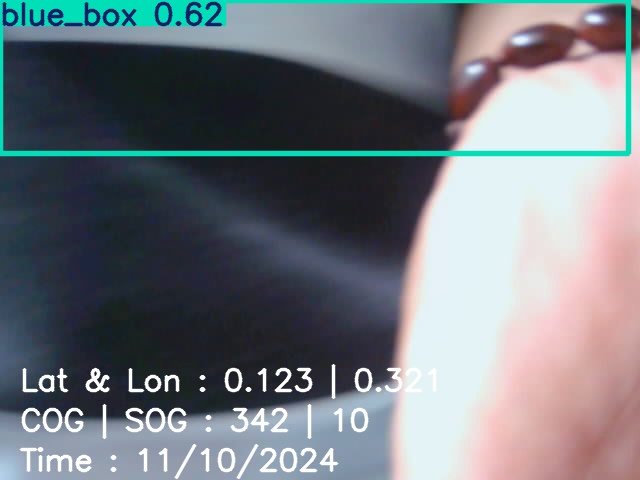 blue_box 0.62
Lat & Lon : 0.123 | 0.321
COG | SOG : 342 | 10
Time : 11/10/2024